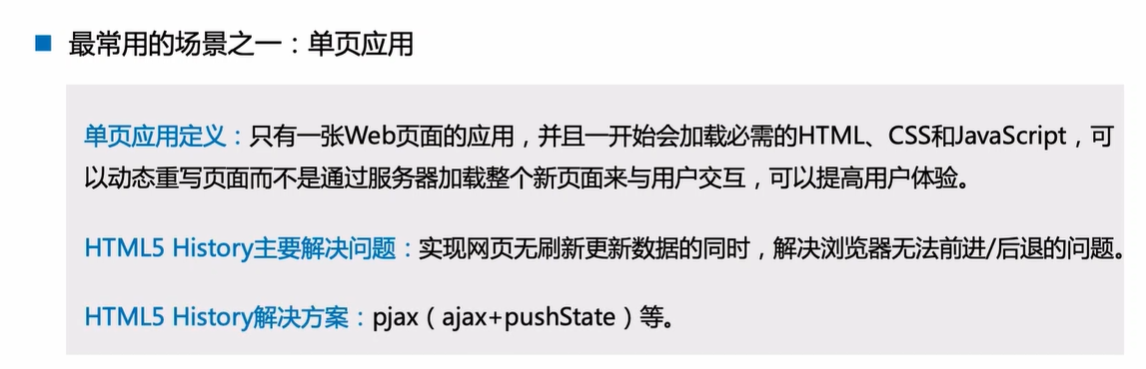 最常用的场景之一：单页应用
单页应用定义：只有一张Web页面的应用，并且一开始会加载必需的HTML、CSS和JavaScript，可
以动态重写页面而不是通过服务器加载整个新页面来与用户交互，可以提高用户体验。
HTML5 History主要解决问题：实现网页无刷新更新数据的同时，解决浏览器无法前进/后退的问题。
HTML5 History解决方案：pjax（ajax+pushState）等。